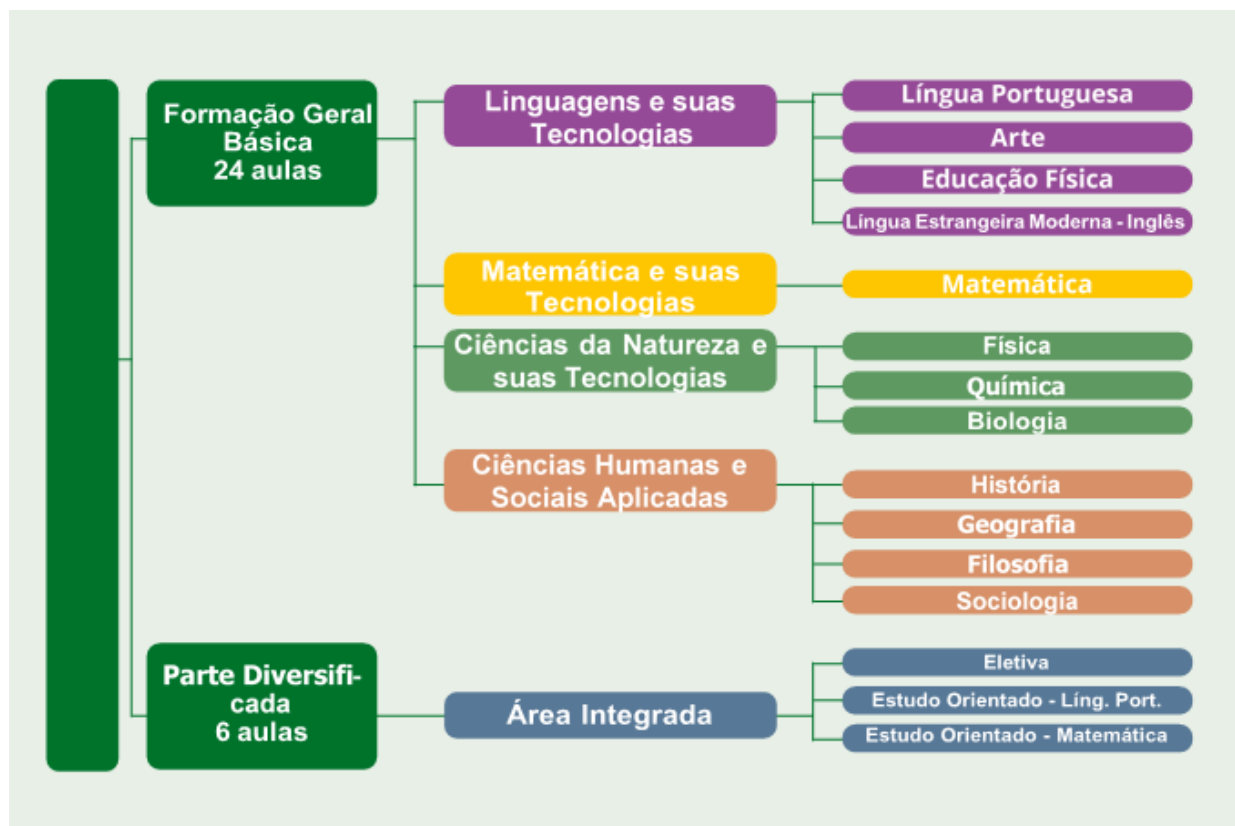 Formação Geral
Básica
24 aulas
Linguagens e suas
Tecnologias
Língua Portuguesa
Arte
Educação Física
Língua Estrangeira Moderna - Inglês
Matemática e suas
Tecnologias
Matemática
Ciências da Natureza e
suas Tecnologias
Física
Química
Biologia
Ciências Humanas e
Sociais Aplicadas
História
Geografia
Filosofia
Sociologia
Parte Diversifi-
cada
6 aulas
Área Integrada
Eletiva
Estudo Orientado - Líng. Port.
Estudo Orientado - Matemática